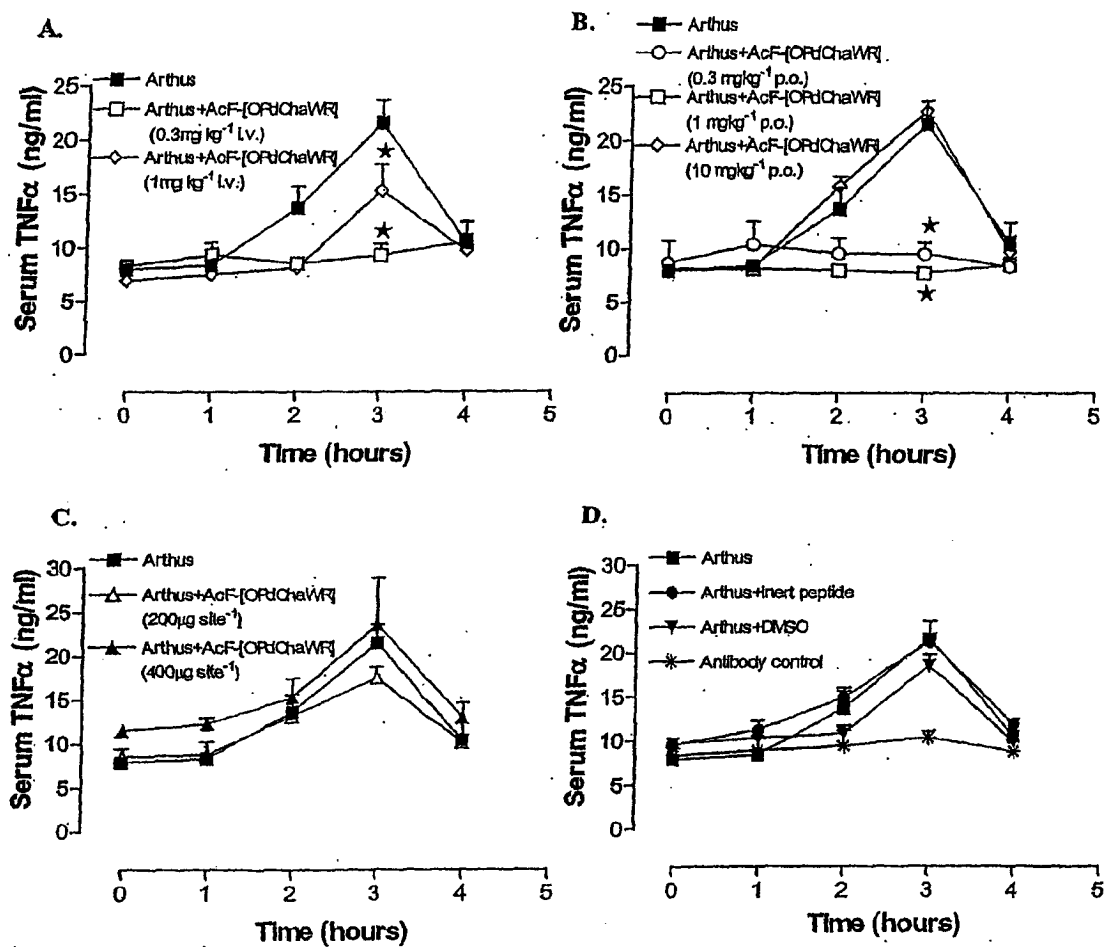 A.
Serum TNFα (ng/ml)
25
20
15
10
5
0
Arthus
Arthus+AcF-[OPdChaWR]
(0.3mg kg⁻¹ i.v.)
Arthus+AcF-[OPdChaWR]
(1mg kg⁻¹ i.v.)
★
★
0 1 2 3 4 5
Time (hours)
B.
Serum TNFα (ng/ml)
25
20
15
10
5
0
Arthus
Arthus+AcF-[OPdChaWR]
(0.3 mgkg⁻¹ p.o.)
Arthus+AcF-[OPdChaWR]
(1 mgkg⁻¹ p.o.)
Arthus+AcF-[OPdChaWR]
(10 mgkg⁻¹ p.o.)
★
★
0 1 2 3 4 5
Time (hours)
C.
Serum TNFα (ng/ml)
30
25
20
15
10
5
0
Arthus
Arthus+AcF-[OPdChaWR]
(200µg site⁻¹)
Arthus+AcF-[OPdChaWR]
(400µg site⁻¹)
0 1 2 3 4 5
Time (hours)
D.
Serum TNFα (ng/ml)
30
25
20
15
10
5
0
Arthus
Arthus+Inert peptide
Arthus+DMSO
Antibody control
0 1 2 3 4 5
Time (hours)